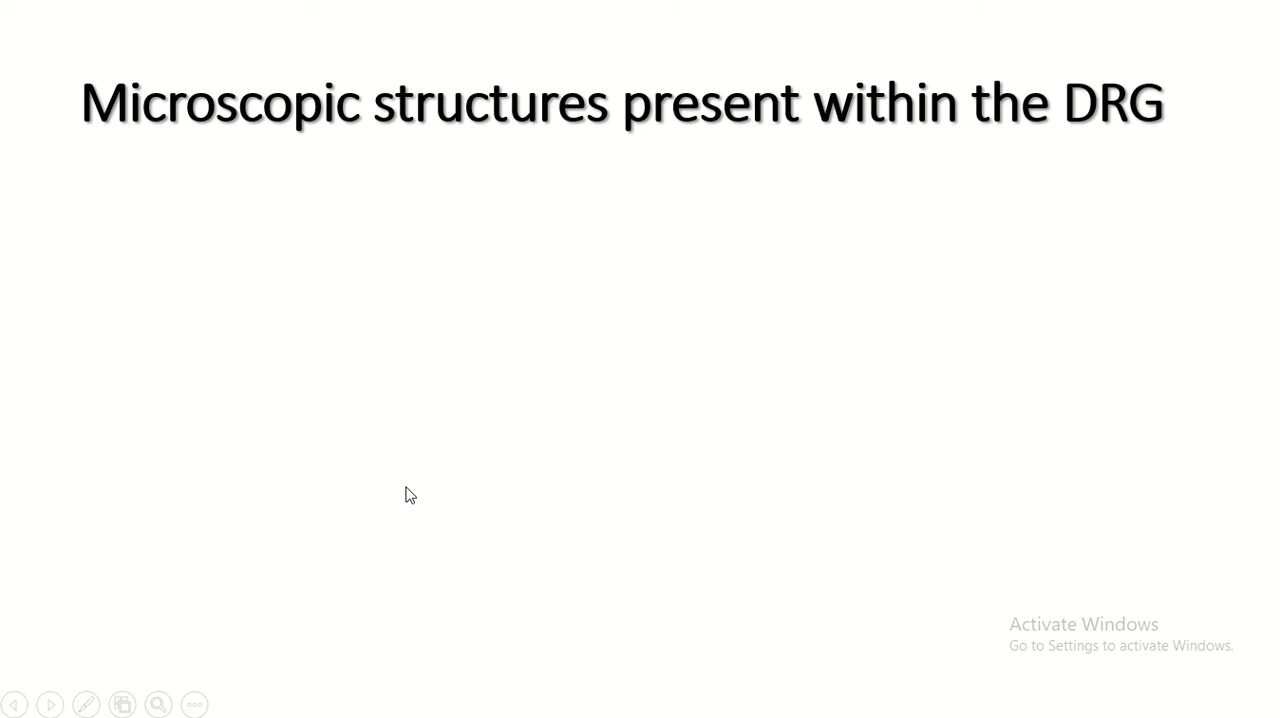 Microscopic structures present within the DRG
Activate Windows
Go to Settings to activate Windows.